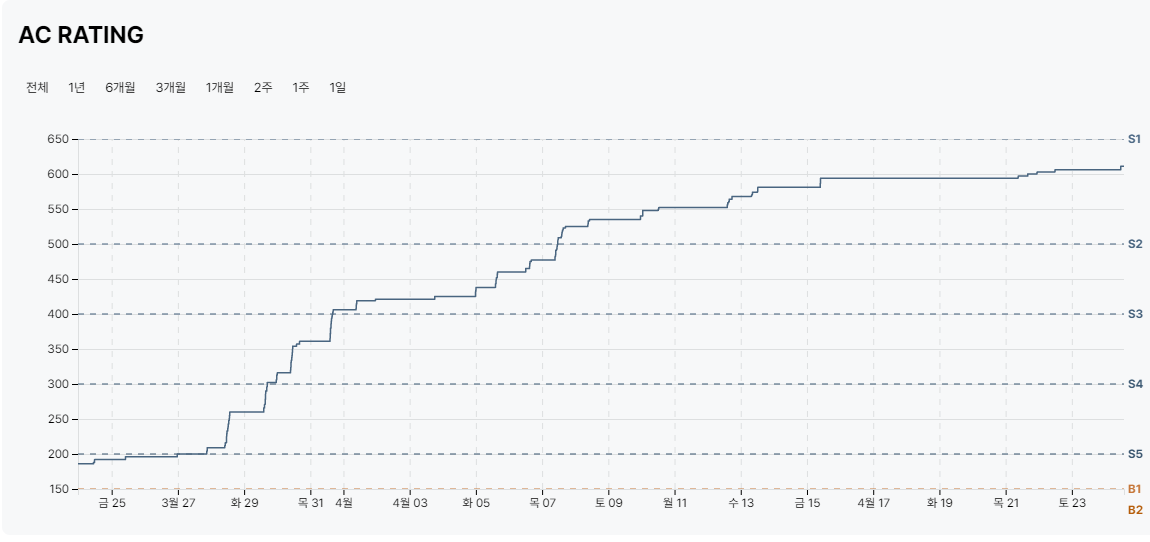 AC RATING
전체 1년 6개월 3개월 1개월 2주 1주 1일
650 S1
600
550
500 S2
450
400 S3
350
300 S4
250
200 S5
150 B1
금 25 3월 27 화 29 목 31 4월 4월 03 화 05 목 07 토 09 월 11 수 13 금 15 4월 17 화 19 목 21 토 23
B2